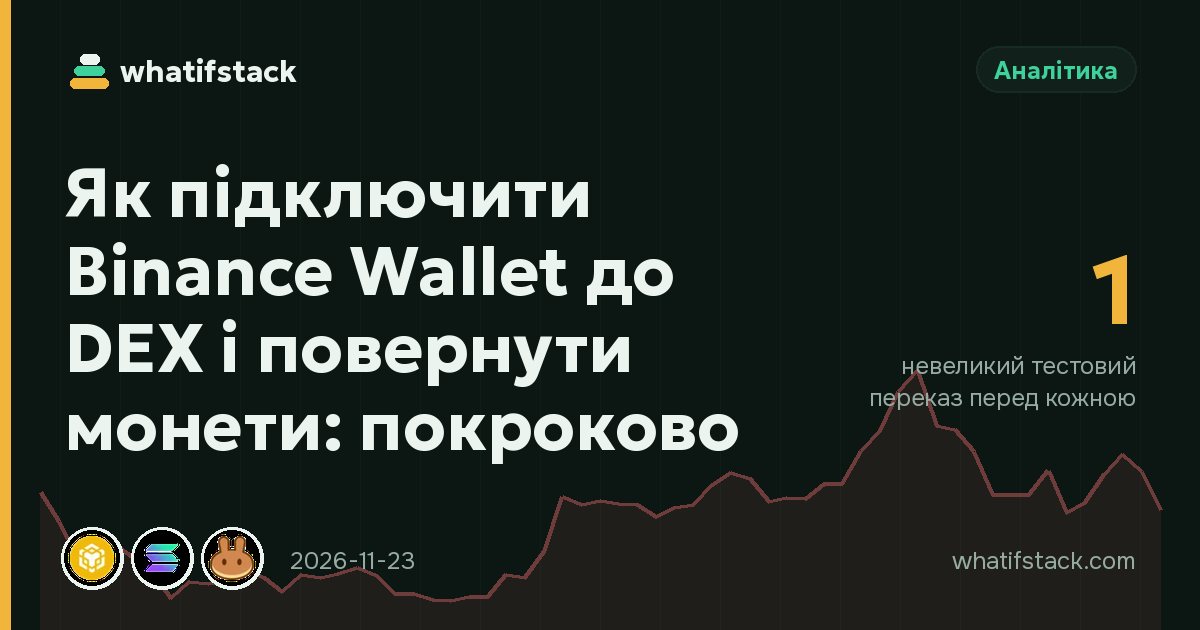 whatifstack
Аналітика
Як підключити
Binance Wallet до
DEX і повернути
монети: покроково
1
невеликий тестовий
переказ перед кожною
2026-11-23
whatifstack.com